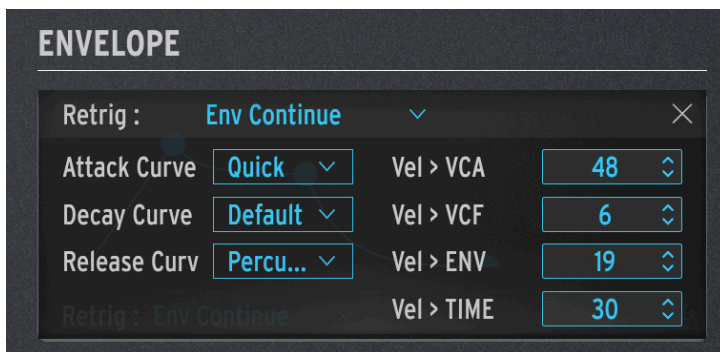 ENVELOPE
Retrig : Env Continue
Attack Curve Quick Vel > VCA 48
Decay Curve Default Vel > VCF 6
Release Curv Percu... Vel > ENV 19
Retrig : Env Continue Vel > TIME 30